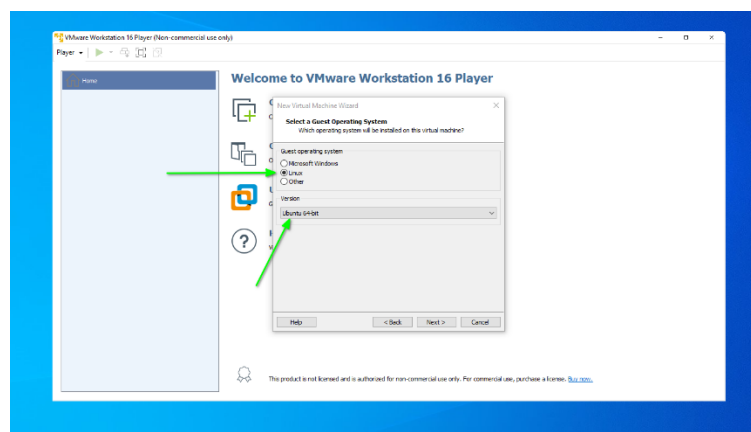 VMware Workstation 16 Player (Non-commercial use only)
Player
Home
Welcome to VMware Workstation 16 Player
New Virtual Machine Wizard
Select a Guest Operating System
Which operating system will be installed on this virtual machine?
Guest operating system
Microsoft Windows
Linux
Other
Version
Ubuntu 64-bit
Help
< Back
Next >
Cancel
This product is not licensed and is authorized for non-commercial use only. For commercial use, purchase a license. Buy now.